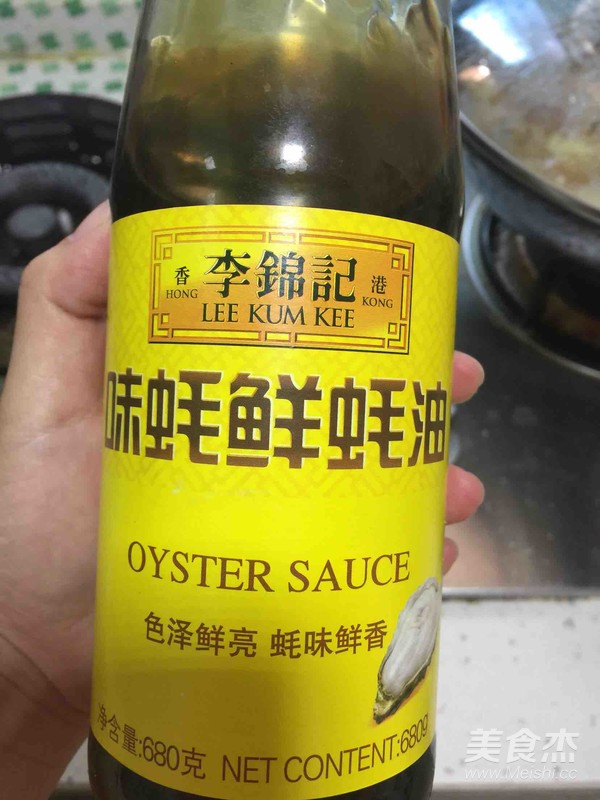 香 李錦記 港
HONG LEE KUM KEE KONG
味蚝鲜蚝油
OYSTER SAUCE
色泽鲜亮 蚝味鲜香
净含量:680克 NET CONTENT:680g
美食杰
www.Meishi.cc